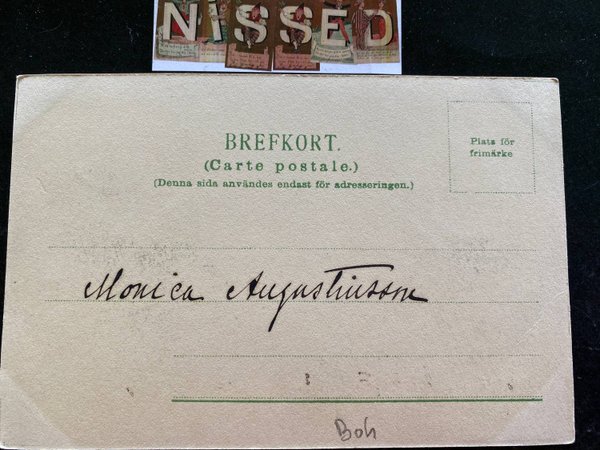 NISSED
BREFKORT.
(Carte postale.)
(Denna sida användes endast för adresseringen.)
Plats för
frimärke
Monica Augustinsson
Boh